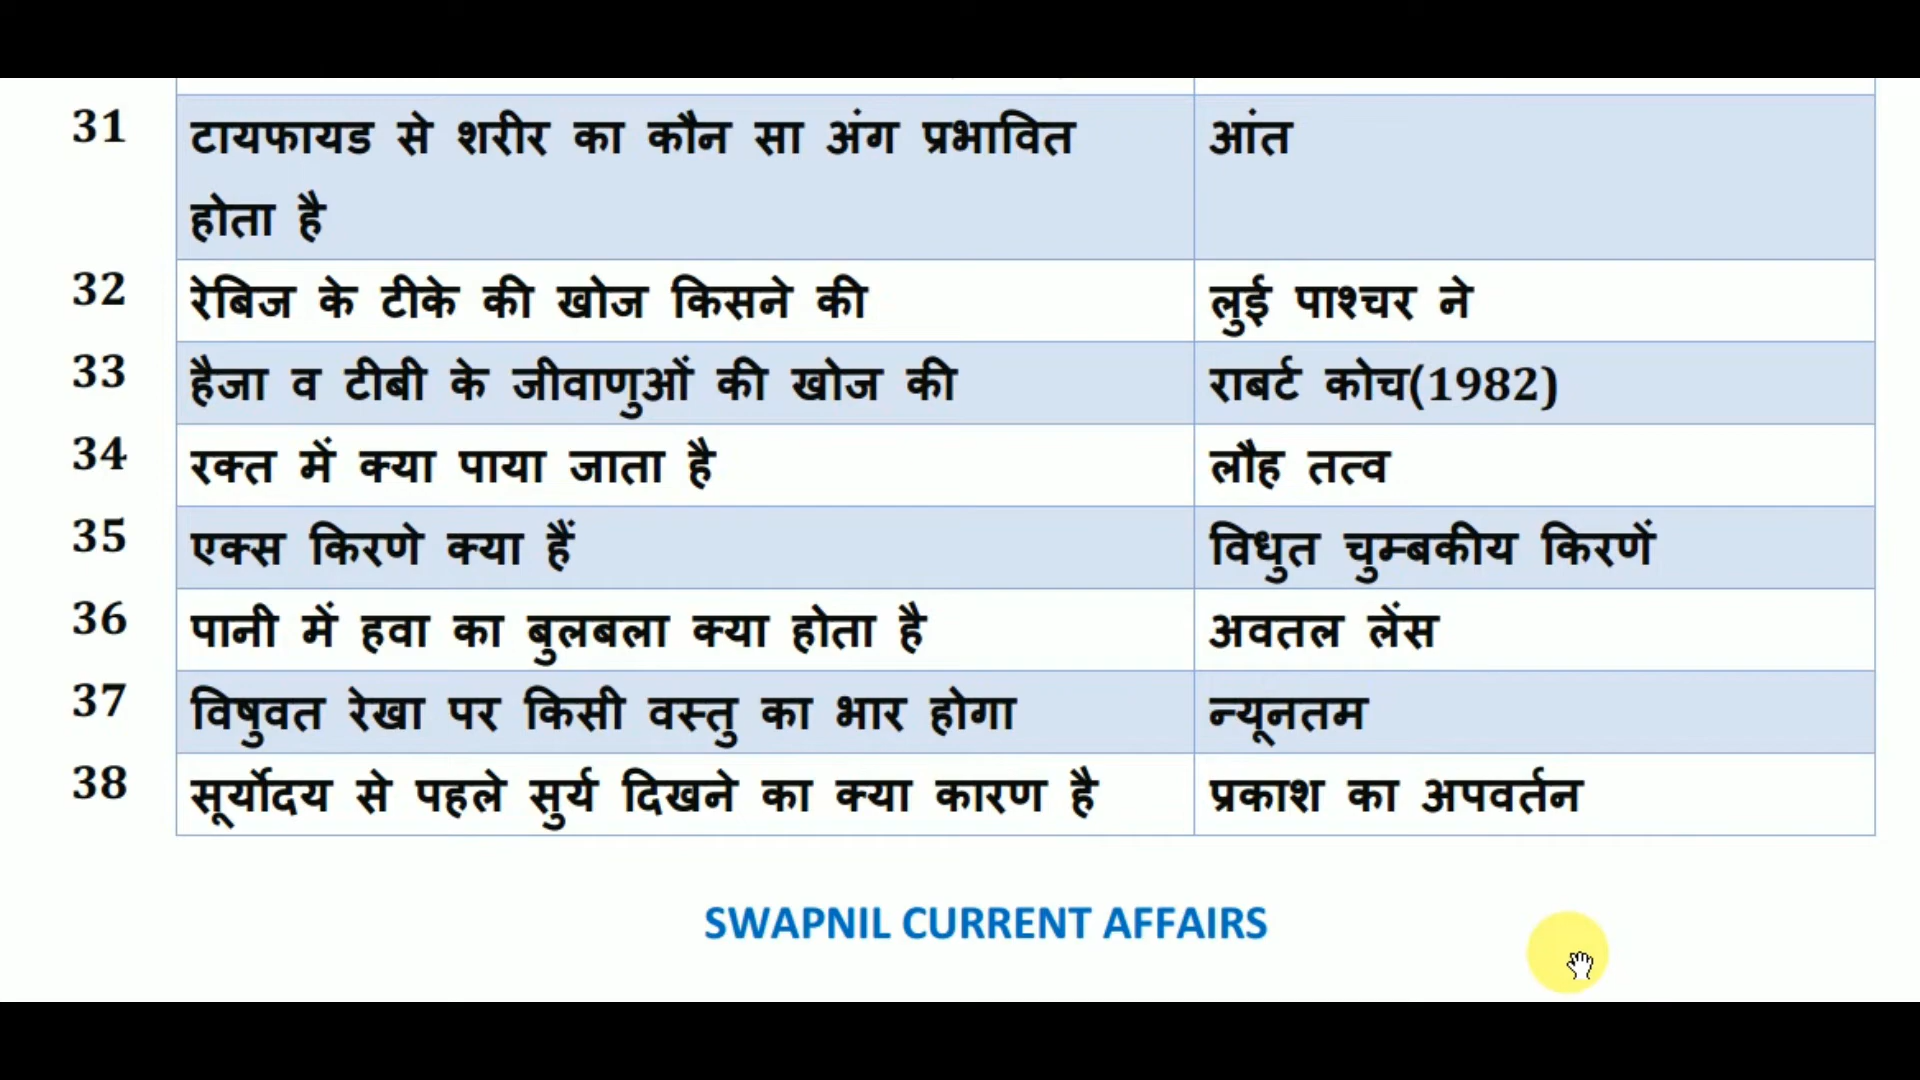 31 टायफायड से शरीर का कौन सा अंग प्रभावित आंत
होता है
32 रेबिज के टीके की खोज किसने की लुई पाश्चर ने
33 हैजा व टीबी के जीवाणुओं की खोज की राबर्ट कोच(1982)
34 रक्त में क्या पाया जाता है लौह तत्व
35 एक्स किरणे क्या हैं विधुत चुम्बकीय किरणें
36 पानी में हवा का बुलबला क्या होता है अवतल लेंस
37 विषुवत रेखा पर किसी वस्तु का भार होगा न्यूनतम
38 सूर्योदय से पहले सुर्य दिखने का क्या कारण है प्रकाश का अपवर्तन
SWAPNIL CURRENT AFFAIRS